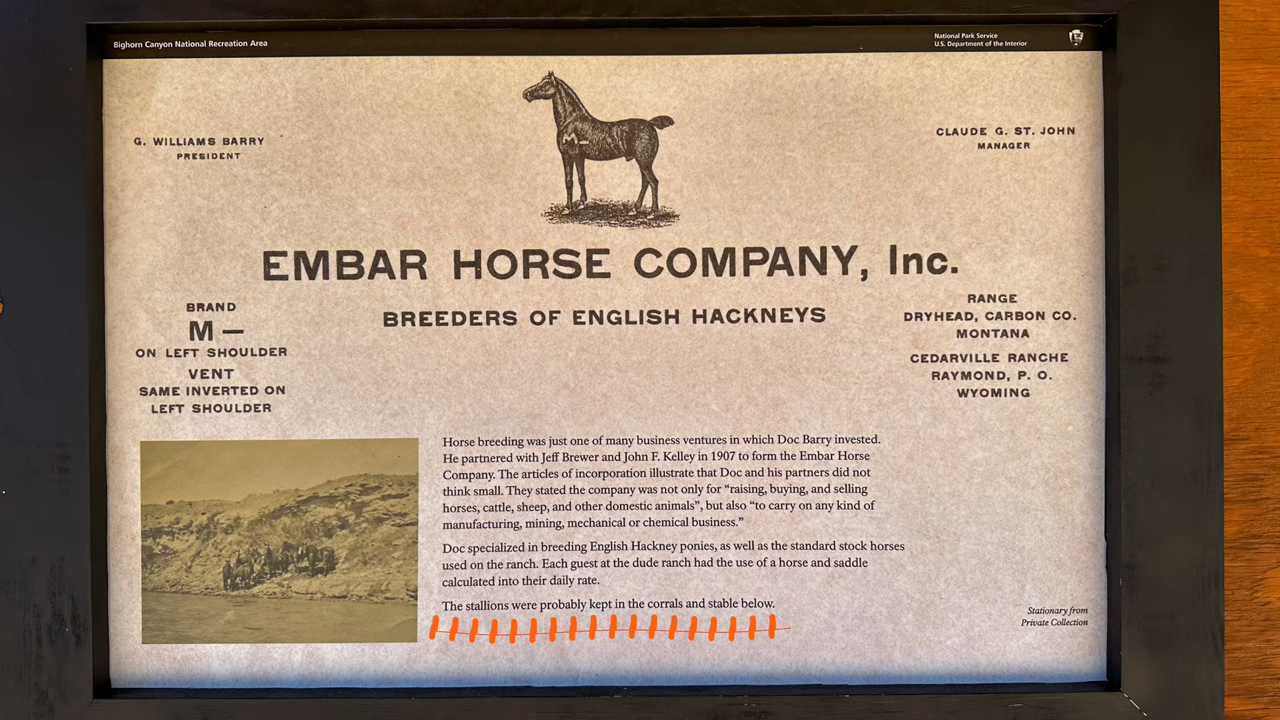 Bighorn Canyon National Recreation Area
National Park Service
U.S. Department of the Interior
G. WILLIAMS BARRY
PRESIDENT
CLAUDE G. ST. JOHN
MANAGER
EMBAR HORSE COMPANY, Inc.
BREEDERS OF ENGLISH HACKNEYS
BRAND
M —
ON LEFT SHOULDER
VENT
SAME INVERTED ON
LEFT SHOULDER
RANGE
DRYHEAD, CARBON CO.
MONTANA
CEDARVILLE RANCHE
RAYMOND, P. O.
WYOMING
Horse breeding was just one of many business ventures in which Doc Barry invested.
He partnered with Jeff Brewer and John F. Kelley in 1907 to form the Embar Horse
Company. The articles of incorporation illustrate that Doc and his partners did not
think small. They stated the company was not only for “raising, buying, and selling
horses, cattle, sheep, and other domestic animals”, but also “to carry on any kind of
manufacturing, mining, mechanical or chemical business.”
Doc specialized in breeding English Hackney ponies, as well as the standard stock horses
used on the ranch. Each guest at the dude ranch had the use of a horse and saddle
calculated into their daily rate.
The stallions were probably kept in the corrals and stable below.
Stationary from
Private Collection